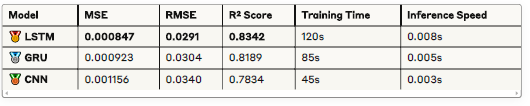 Model MSE RMSE R² Score Training Time Inference Speed
🥇 LSTM 0.000847 0.0291 0.8342 120s 0.008s
🥈 GRU 0.000923 0.0304 0.8189 85s 0.005s
🥉 CNN 0.001156 0.0340 0.7834 45s 0.003s